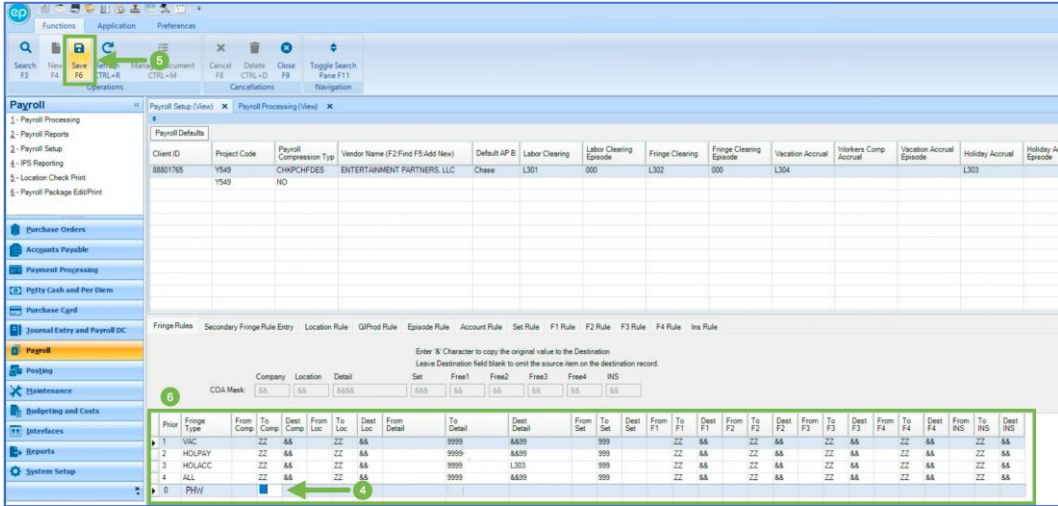 ep
Functions Application Preferences
Search F3
New F4
Save F6
CTRL+R
CTRL+M
Cancel F8
Delete CTRL+D
Close F9
Toggle Search Pane F11
5
Operations Cancellations Navigation
Payroll «
1 - Payroll Processing
2 - Payroll Reports
3 - Payroll Setup
4 - IPS Reporting
5 - Location Check Print
6 - Payroll Package Edit/Print
Purchase Orders
Accounts Payable
Payment Processing
Petty Cash and Per Diem
Purchase Card
Journal Entry and Payroll DC
Payroll
Posting
Maintenance
Budgeting and Costs
Interfaces
Reports
System Setup
Payroll Setup (View) X Payroll Processing (View) X
Payroll Defaults
Client ID Project Code Payroll Compression Typ Vendor Name (F2:Find F5:Add New) Default AP B Labor Clearing Labor Clearing Episode Fringe Clearing Fringe Clearing Episode Vacation Accrual Workers Comp Accrual Vacation Accrual Episode Holiday Accrual Holiday A Episode
88801765 Y549 CHKPCHFDES ENTERTAINMENT PARTNERS, LLC Chase L301 000 L302 000 L304 L303
Y549 NO
Fringe Rules Secondary Fringe Rule Entry Location Rule GlProd Rule Episode Rule Account Rule Set Rule F1 Rule F2 Rule F3 Rule F4 Rule Ins Rule
Enter '&' Character to copy the original value to the Destination
Leave Destination field blank to omit the source item on the destination record.
Company Location Detail Set Free1 Free2 Free3 Free4 INS
COA Mask: && && &&&& &&& && && && && &&
6
Prior Fringe Type From Comp To Comp Dest Comp From Loc To Loc Dest Loc From Detail To Detail Dest Detail From Set To Set Dest Set From F1 To F1 Dest F1 From F2 To F2 Dest F2 From F3 To F3 Dest F3 From F4 To F4 Dest F4 From INS To INS Dest INS
1 VAC ZZ && ZZ && 9999 &&99 999 ZZ && ZZ && ZZ && ZZ && ZZ &&
2 HOLPAY ZZ && ZZ && 9999 &&99 999 ZZ && ZZ && ZZ && ZZ && ZZ &&
3 HOLACC ZZ && ZZ && 9999 L303 999 ZZ && ZZ && ZZ && ZZ && ZZ &&
4 ALL ZZ && ZZ && 9999 &&99 999 ZZ && ZZ && ZZ && ZZ && ZZ &&
0 PHW
4